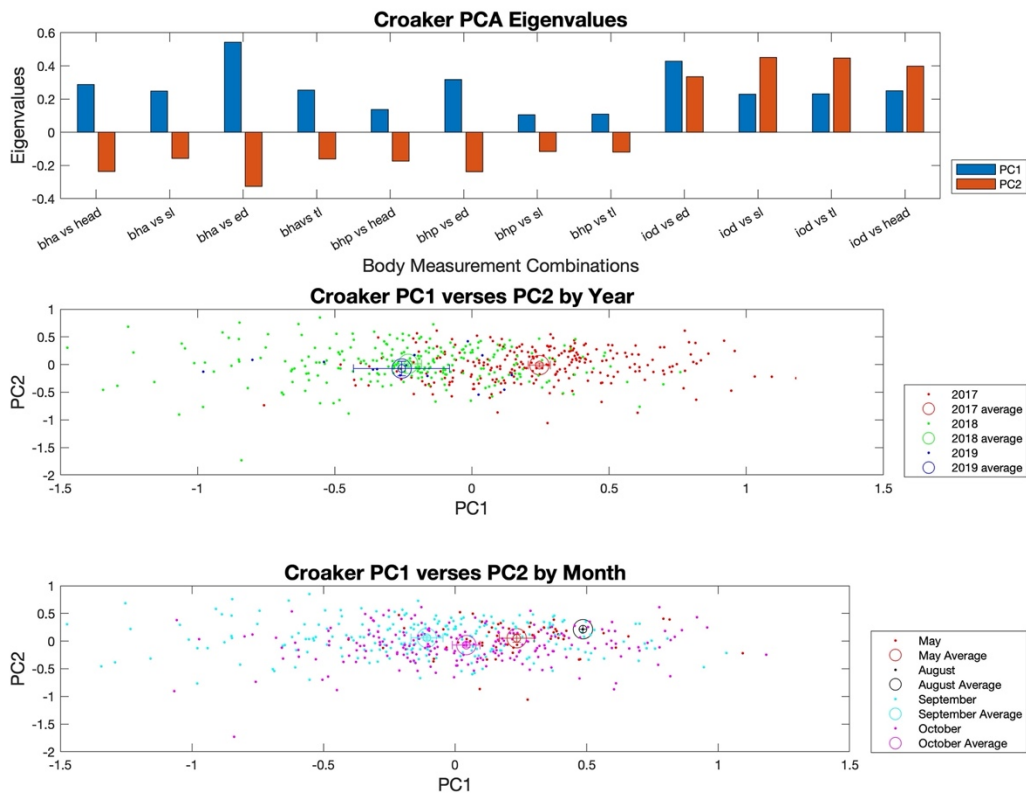 Croaker PCA Eigenvalues
0.6
0.4
0.2
0
-0.2
-0.4
Eigenvalues
bha vs head
bha vs sl
bha vs ed
bhavs tl
bhp vs head
bhp vs ed
bhp vs sl
bhp vs tl
iod vs ed
iod vs sl
iod vs tl
iod vs head
Body Measurement Combinations
PC1
PC2
Croaker PC1 verses PC2 by Year
1
0.5
0
-0.5
-1
-1.5
-2
PC2
-1.5 -1 -0.5 0 0.5 1 1.5
PC1
2017
2017 average
2018
2018 average
2019
2019 average
Croaker PC1 verses PC2 by Month
1
0.5
0
-0.5
-1
-1.5
-2
PC2
-1.5 -1 -0.5 0 0.5 1 1.5
PC1
May
May Average
August
August Average
September
September Average
October
October Average